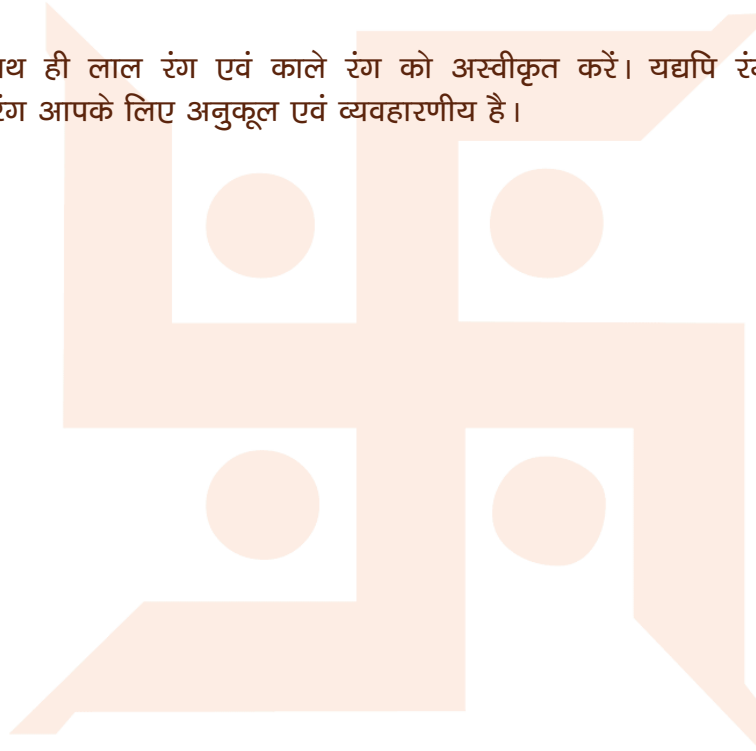 ही लाल रंग एवं काले रंग को अस्वीकृत करें। यद्यपि
आपके लिए अनुकूल एवं व्यवहारणीय है।